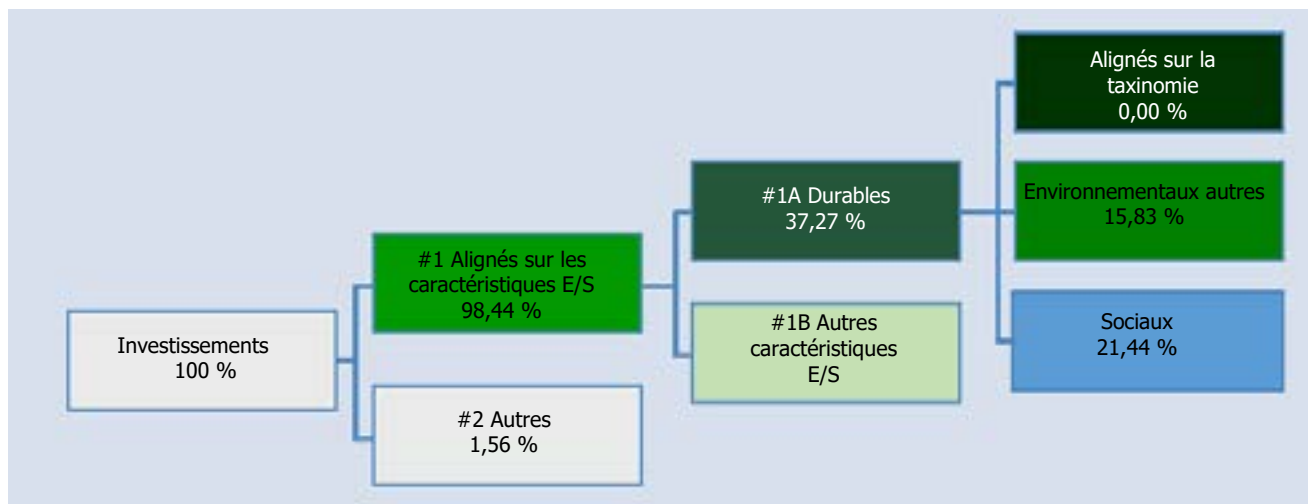 Investissements
100 %
#1 Alignés sur les
caractéristiques E/S
98,44 %
#2 Autres
1,56 %
#1A Durables
37,27 %
#1B Autres
caractéristiques
E/S
Alignés sur la
taxinomie
0,00 %
Environnementaux autres
15,83 %
Sociaux
21,44 %